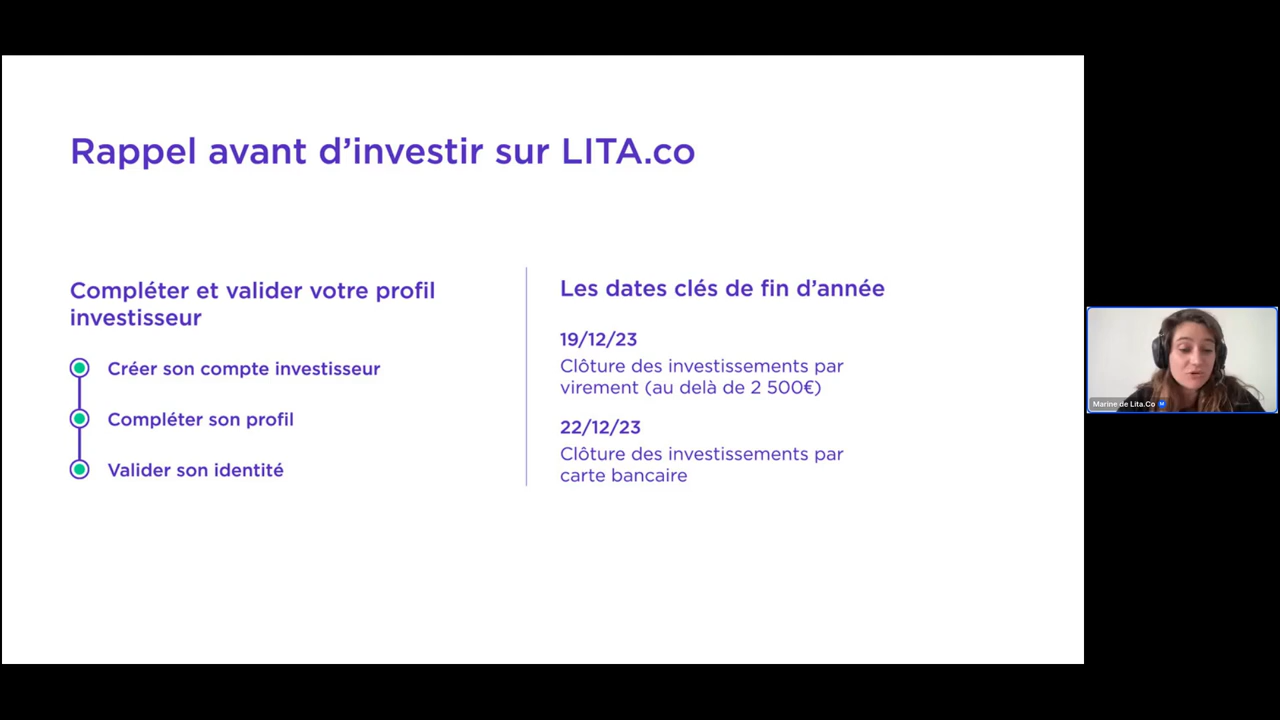 Rappel avant d’investir sur LITA.co
Compléter et valider votre profil
investisseur
Créer son compte investisseur
Compléter son profil
Valider son identité
Les dates clés de fin d’année
19/12/23
Clôture des investissements par
virement (au delà de 2 500€)
22/12/23
Clôture des investissements par
carte bancaire
Marine de Lita.Co